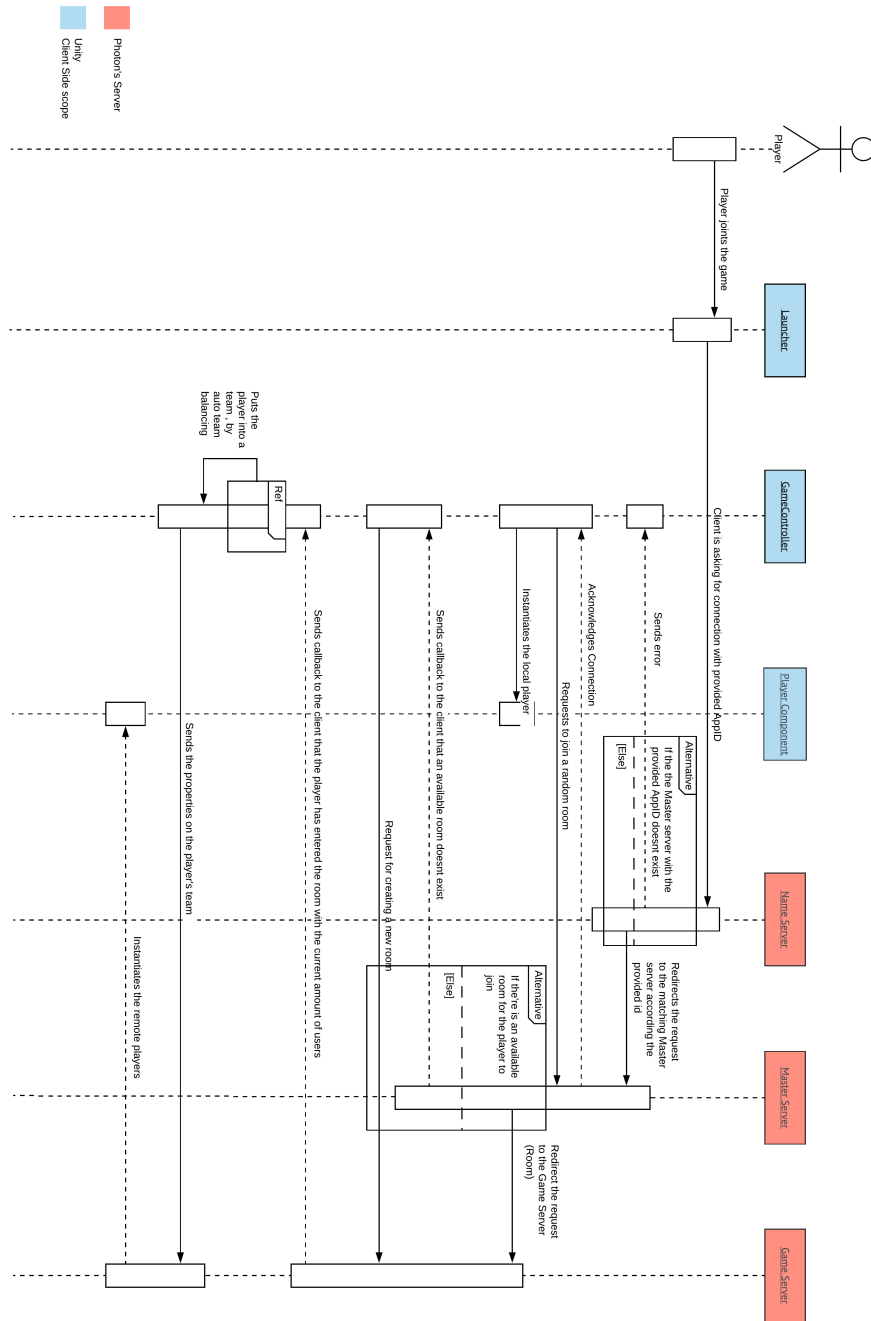 Player
Launcher
GameController
Player Component
Name Server
Master Server
Game Server
Player joints the game
Client is asking for connection with provided AppID
Alternative
If the the Master server with the
provided AppID doesnt exist
[Else]
Sends error
Redirects the request
to the matching Master
server according the
provided id
Acknowledges Connection
Requests to join a random room
Instantiates the local player
Alternative
If the're is an available
room for the player to
join
[Else]
Redirect the request
to the Game Server
(Room)
Sends callback to the client that an available room doesnt exist
Request for creating a new room
Sends callback to the client that the player has entered the room with the current amount of users
Ref
Puts the
player into a
team , by
auto team
balancing
Sends the properties on the player's team
Instantiates the remote players
Photon's Server
Unity
Client Side scope